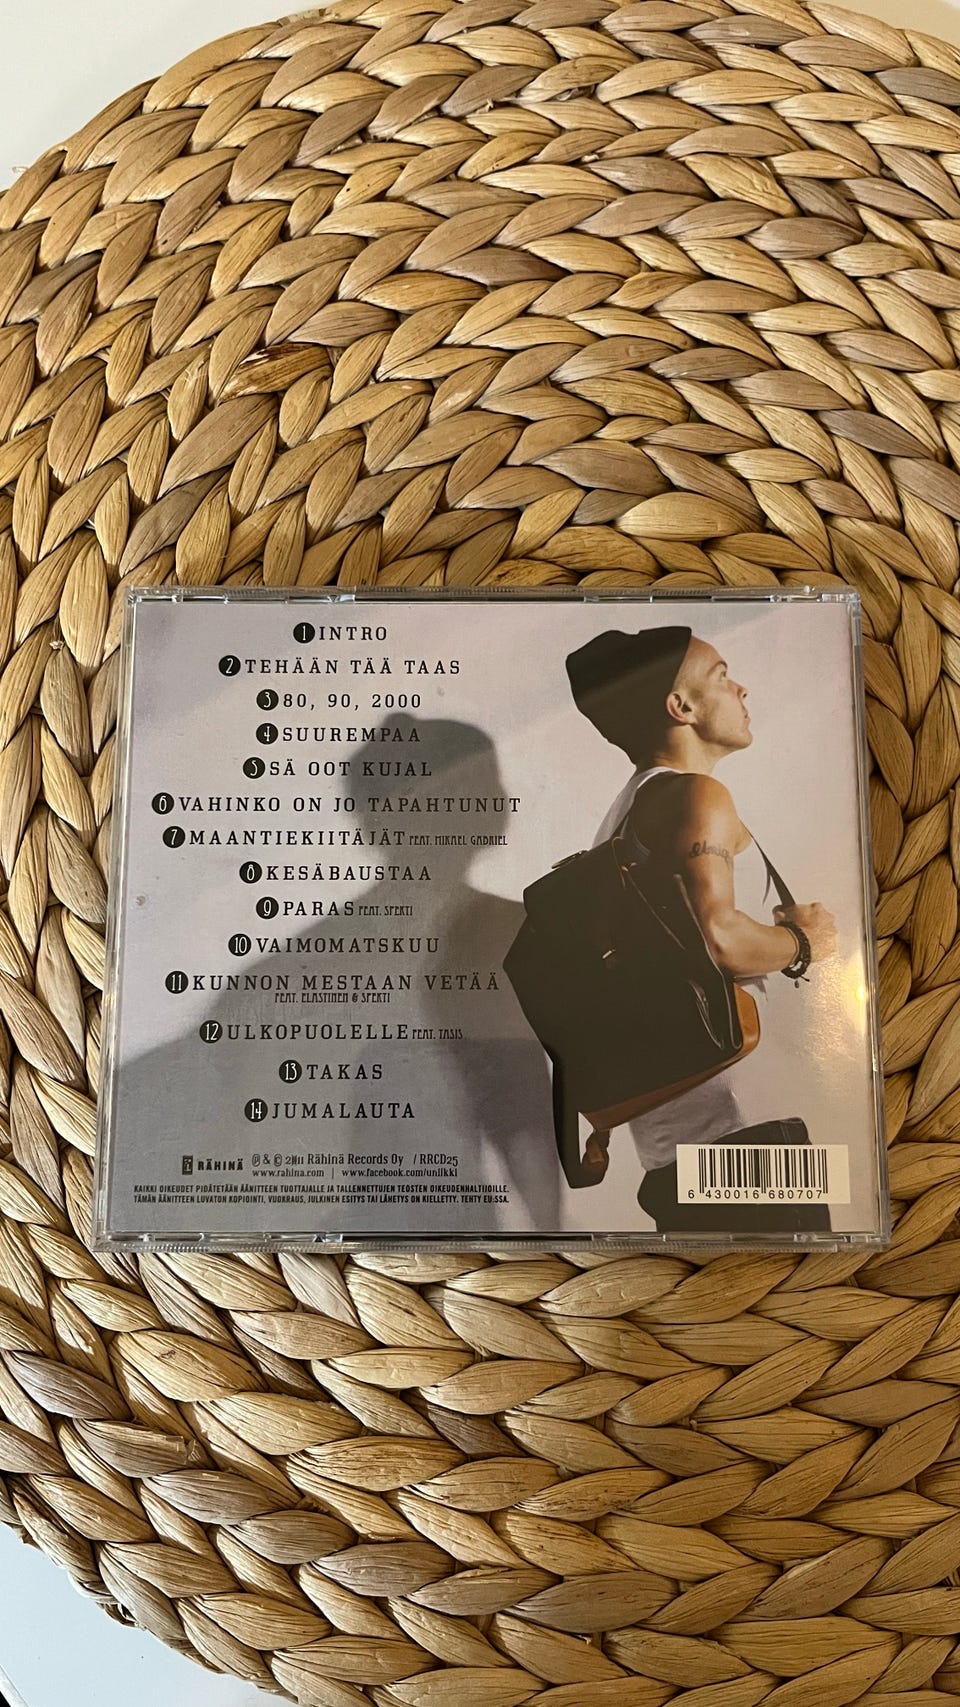 1 INTRO
2 TEHÄÄN TÄÄ TAAS
3 80, 90, 2000
4 SUUREMPAA
5 SÄ OOT KUJAL
6 VAHINKO ON JO TAPAHTUNUT
7 MAANTIEKIITÄJÄT FEAT. MIKAEL GABRIEL
8 KESÄBAUSTAA
9 PARAS FEAT. SPEKTI
10 VAIMOMATSKUU
11 KUNNON MESTAAN VETÄÄ
FEAT. ELASTINEN & SPEKTI
12 ULKOPUOLELLE FEAT. TASIS
13 TAKAS
14 JUMALAUTA
RÄHINÄ
℗ & © 2011 Rähinä Records Oy / RRCD25
www.rahina.com | www.facebook.com/uniikki
KAIKKI OIKEUDET PIDÄTETÄÄN ÄÄNITTEEN TUOTTAJALLE JA TALLENNETTUJEN TEOSTEN OIKEUDENHALTIJOILLE.
TÄMÄN ÄÄNITTEEN LUVATON KOPIOINTI, VUOKRAUS, JULKINEN ESITYS TAI LÄHETYS ON KIELLETTY. TEHTY EU:SSA.
6 430016 680707